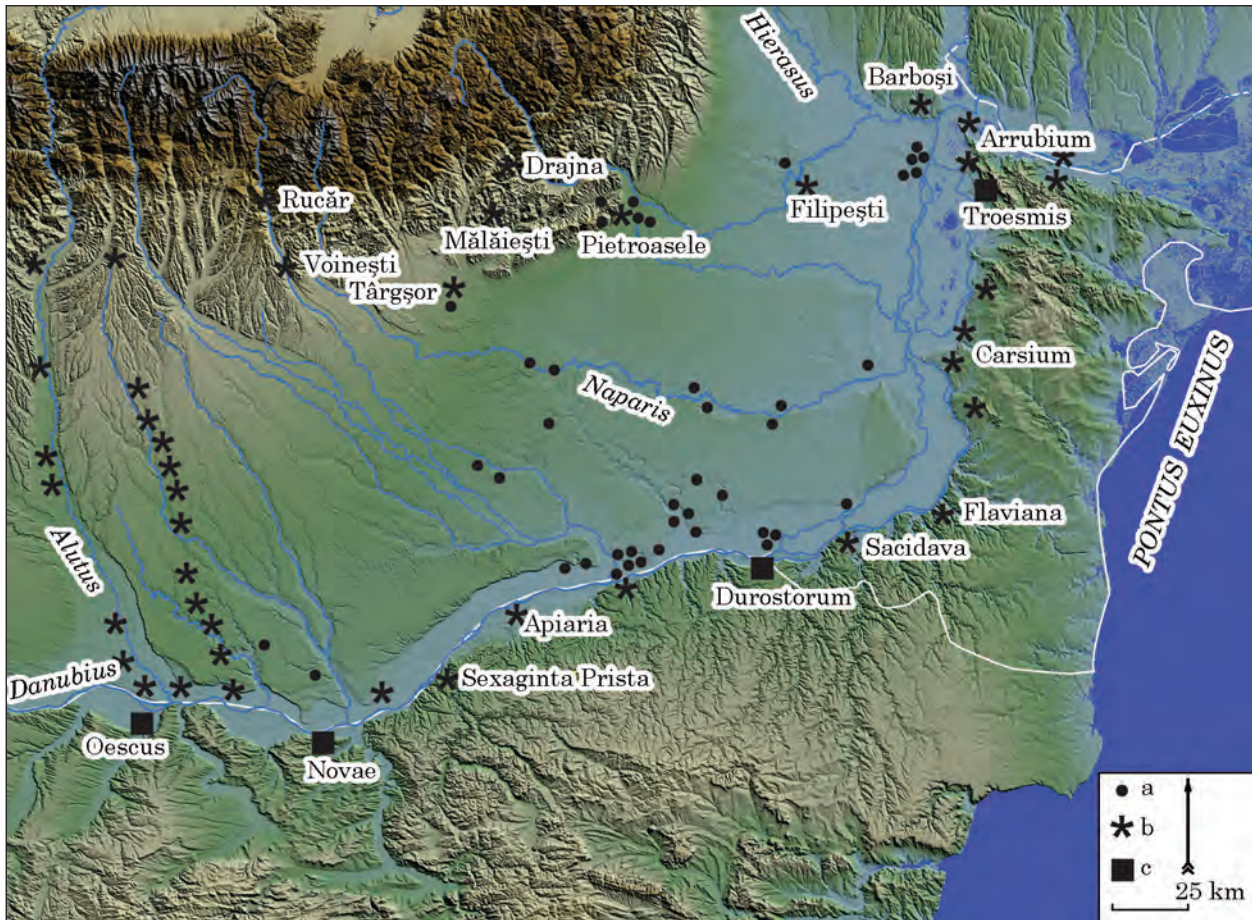 Hierasus
Barboşi
Arrubium
Drajna
Rucăr
Filipeşti
Troesmis
Mălăieşti
Pietroasele
Voineşti
Târgşor
Carsium
Naparis
PONTUS EUXINUS
Flaviana
Alutus
Sacidava
Durostorum
Apiaria
Danubius
Sexaginta Prista
Oescus
Novae
a
b
c
25 km